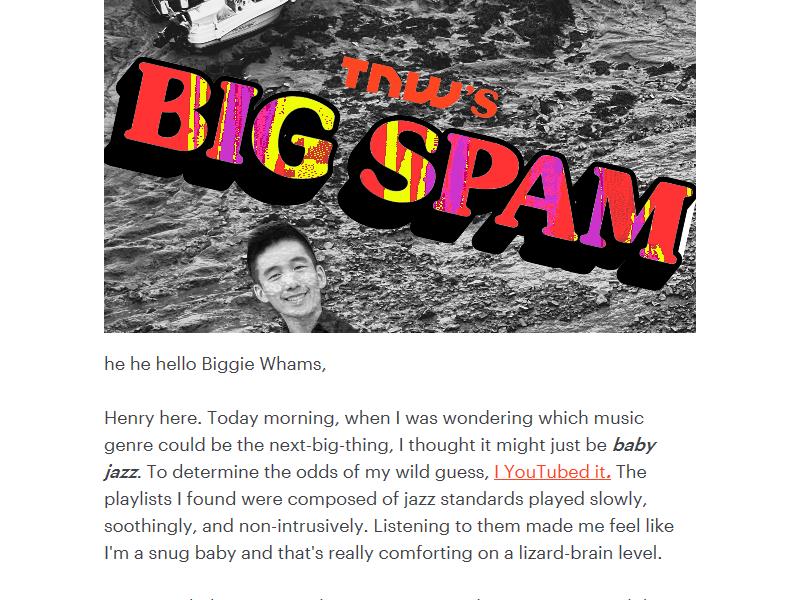 TNW's
BIG SPAM
he he hello Biggie Whams,
Henry here. Today morning, when I was wondering which music
genre could be the next-big-thing, I thought it might just be baby
jazz. To determine the odds of my wild guess, I YouTubed it. The
playlists I found were composed of jazz standards played slowly,
soothingly, and non-intrusively. Listening to them made me feel like
I'm a snug baby and that's really comforting on a lizard-brain level.